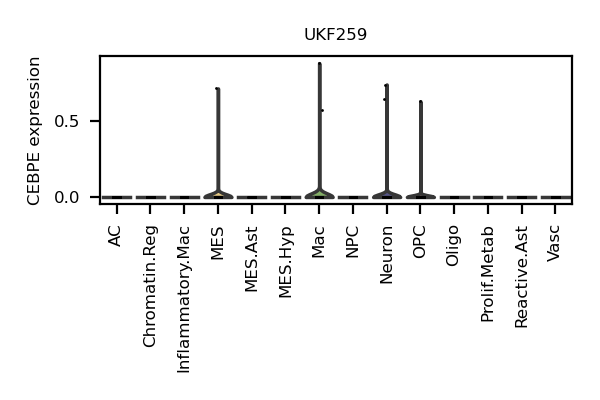 UKF259
CEBPE expression
0.5
0.0
AC
Chromatin.Reg
Inflammatory.Mac
MES
MES.Ast
MES.Hyp
Mac
NPC
Neuron
OPC
Oligo
Prolif.Metab
Reactive.Ast
Vasc